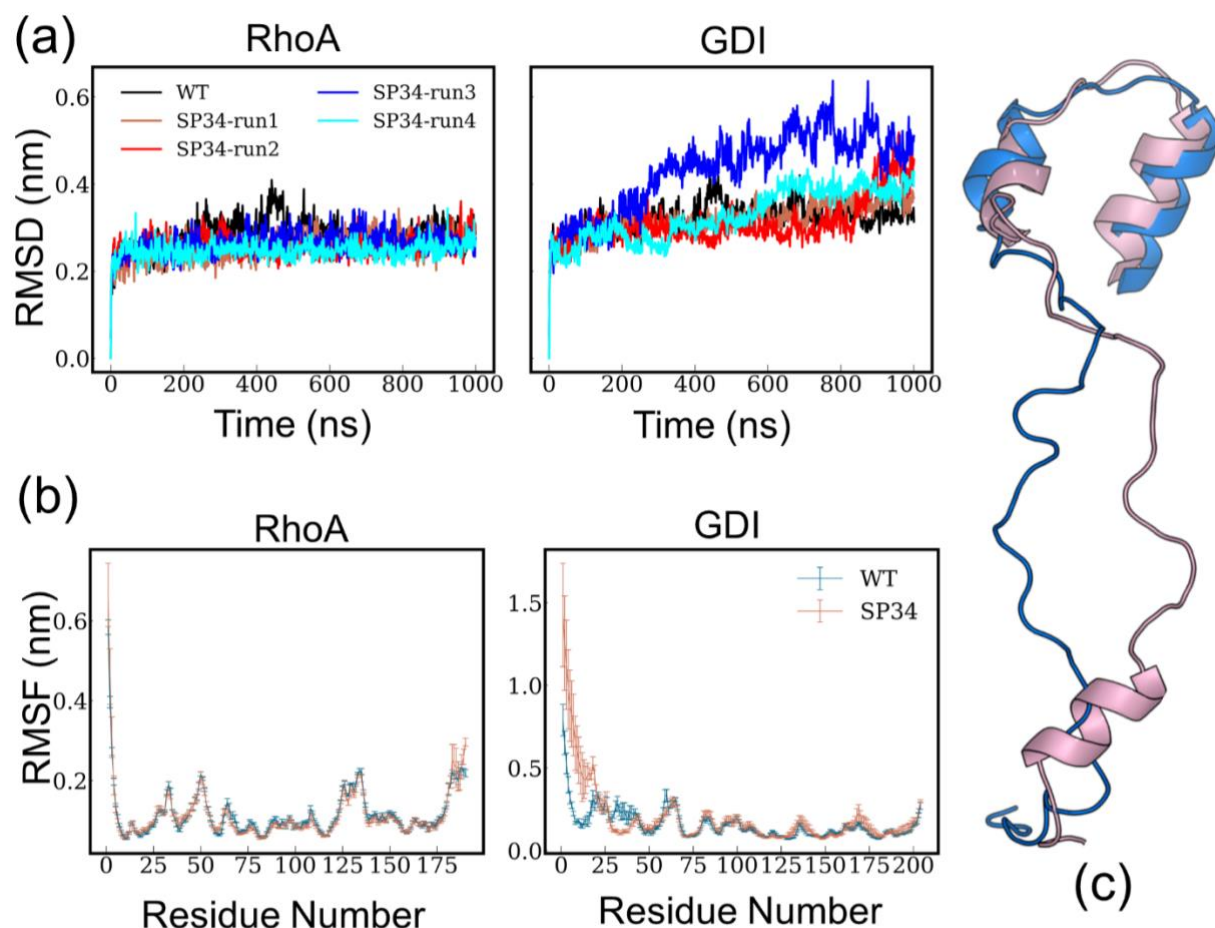 (a)
RhoA
GDI
WT
SP34-run1
SP34-run2
SP34-run3
SP34-run4
RMSD (nm)
0.6
0.4
0.2
0.0
0 200 400 600 800 1000
0 200 400 600 800 1000
Time (ns)
Time (ns)
(b)
RhoA
GDI
WT
SP34
RMSF (nm)
0.6
0.4
0.2
1.5
1.0
0.5
0.0
0 25 50 75 100 125 150 175
0 25 50 75 100 125 150 175 200
Residue Number
Residue Number
(c)